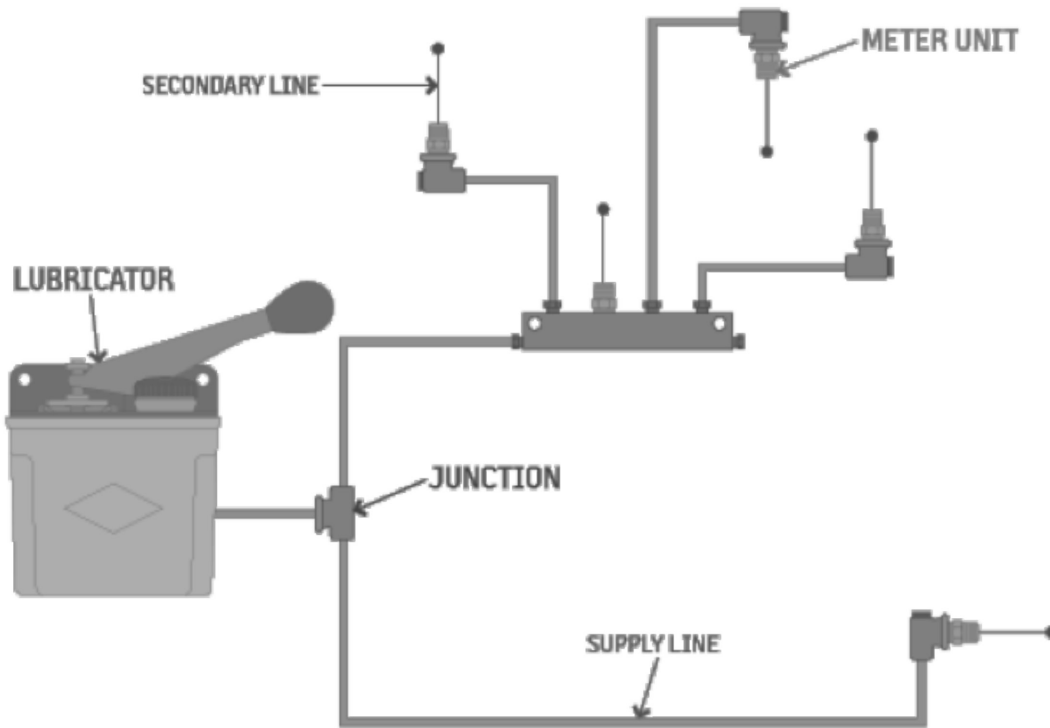 METER UNIT
SECONDARY LINE
LUBRICATOR
JUNCTION
SUPPLY LINE